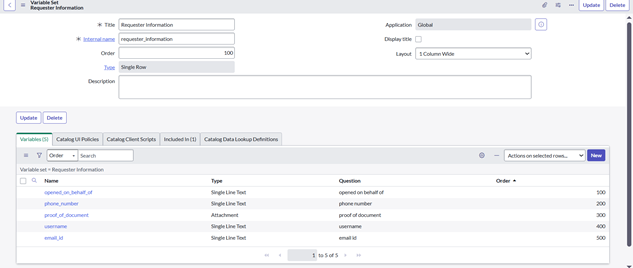 Variable Set
Requester Information
Update
Delete
Title
Requester Information
Application
Global
Internal name
requester_information
Display title
Order
100
Layout
1 Column Wide
Type
Single Row
Description
Update
Delete
Variables (5)
Catalog UI Policies
Catalog Client Scripts
Included in (1)
Catalog Data Lookup Definitions
Order
Search
Actions on selected rows...
New
Variable set = Requester Information
Name Type Question Order
opened_on_behalf_of Single Line Text opened on behalf of 100
phone_number Single Line Text phone number 200
proof_of_document Attachment proof of document 300
username Single Line Text username 400
email_id Single Line Text email id 500
1 to 5 of 5